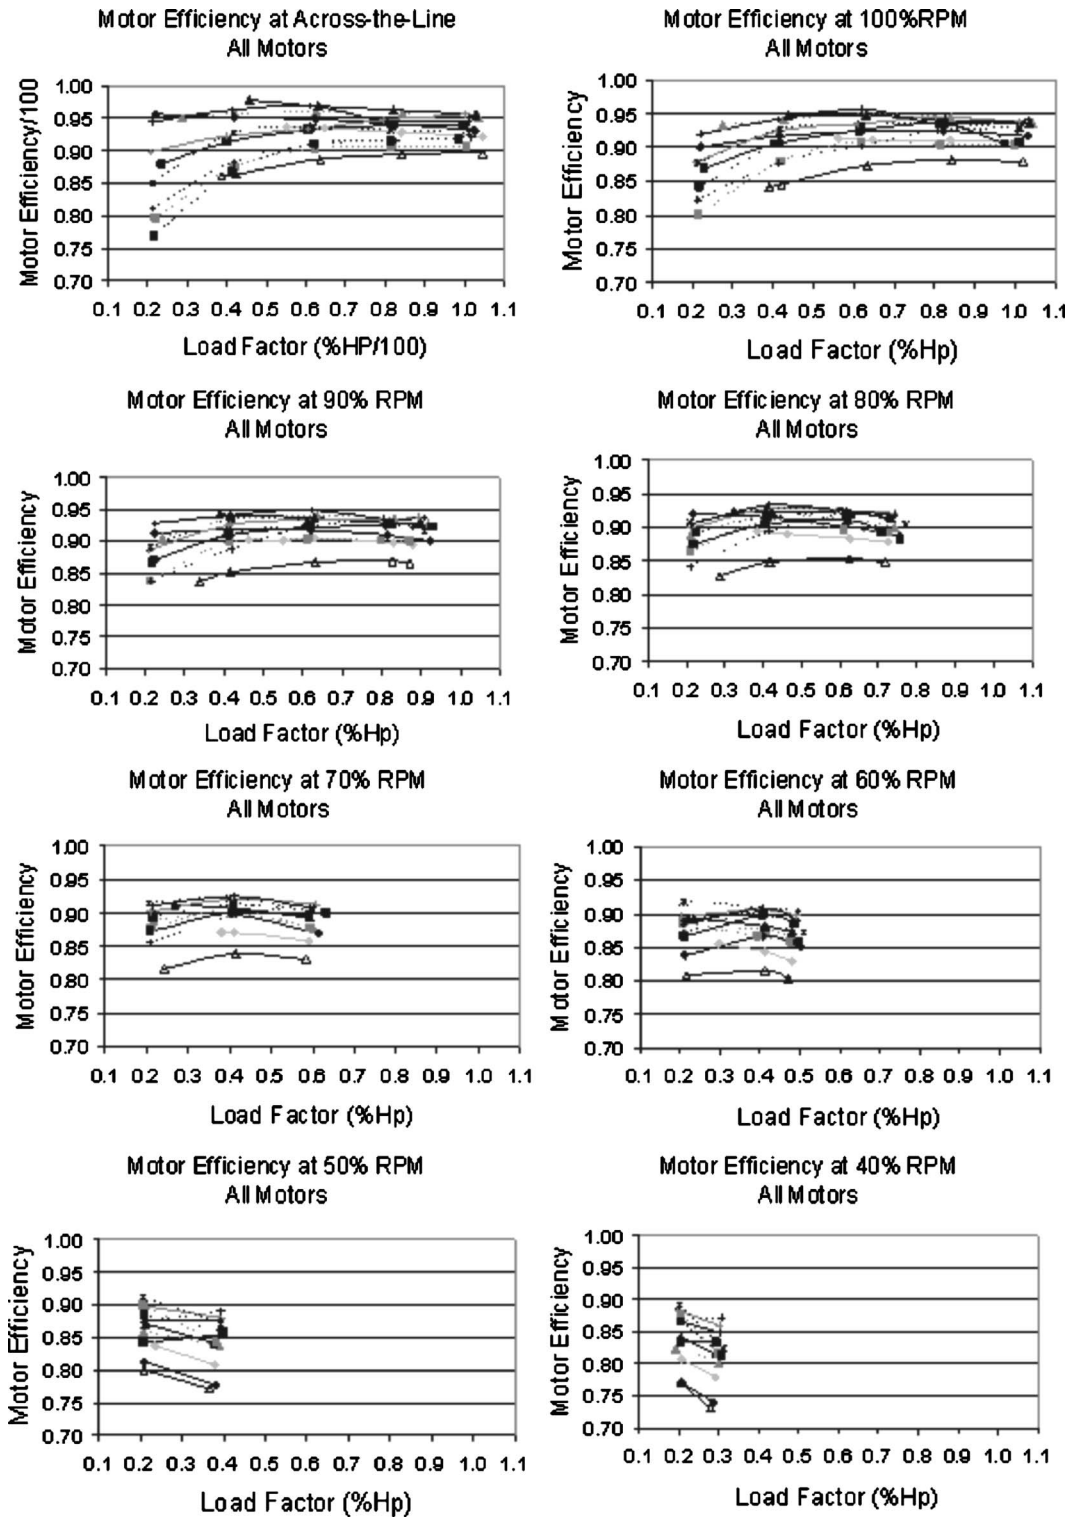 Motor Efficiency at Across-the-Line
All Motors
Motor Efficiency/100
1.00
0.95
0.90
0.85
0.80
0.75
0.70
0.1 0.2 0.3 0.4 0.5 0.6 0.7 0.8 0.9 1.0 1.1
Load Factor (%HP/100)
Motor Efficiency at 100%RPM
All Motors
Motor Efficiency
1.00
0.95
0.90
0.85
0.80
0.75
0.70
0.1 0.2 0.3 0.4 0.5 0.6 0.7 0.8 0.9 1.0 1.1
Load Factor (%Hp)
Motor Efficiency at 90% RPM
All Motors
Motor Efficiency
1.00
0.95
0.90
0.85
0.80
0.75
0.70
0.1 0.2 0.3 0.4 0.5 0.6 0.7 0.8 0.9 1.0 1.1
Load Factor (%Hp)
Motor Efficiency at 80% RPM
All Motors
Motor Efficiency
1.00
0.95
0.90
0.85
0.80
0.75
0.70
0.1 0.2 0.3 0.4 0.5 0.6 0.7 0.8 0.9 1.0 1.1
Load Factor (%Hp)
Motor Efficiency at 70% RPM
All Motors
Motor Efficiency
1.00
0.95
0.90
0.85
0.80
0.75
0.70
0.1 0.2 0.3 0.4 0.5 0.6 0.7 0.8 0.9 1.0 1.1
Load Factor (%Hp)
Motor Efficiency at 60% RPM
All Motors
Motor Efficiency
1.00
0.95
0.90
0.85
0.80
0.75
0.70
0.1 0.2 0.3 0.4 0.5 0.6 0.7 0.8 0.9 1.0 1.1
Load Factor (%Hp)
Motor Efficiency at 50% RPM
All Motors
Motor Efficiency
1.00
0.95
0.90
0.85
0.80
0.75
0.70
0.1 0.2 0.3 0.4 0.5 0.6 0.7 0.8 0.9 1.0 1.1
Load Factor (%Hp)
Motor Efficiency at 40% RPM
All Motors
Motor Efficiency
1.00
0.95
0.90
0.85
0.80
0.75
0.70
0.1 0.2 0.3 0.4 0.5 0.6 0.7 0.8 0.9 1.0 1.1
Load Factor (%Hp)